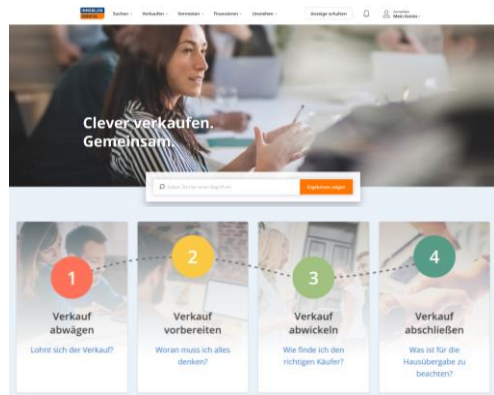 Suchen
Verkaufen
Vermieten
Finanzieren
Umziehen
Anzeige schalten
Anmelden
Mein Konto
Clever verkaufen.
Gemeinsam.
Ergebnisse zeigen
1
Verkauf
abwägen
Lohnt sich der Verkauf?
2
Verkauf
vorbereiten
Woran muss ich alles
denken?
3
Verkauf
abwickeln
Wie finde ich den
richtigen Käufer?
4
Verkauf
abschließen
Was ist für die
Hausübergabe zu
beachten?